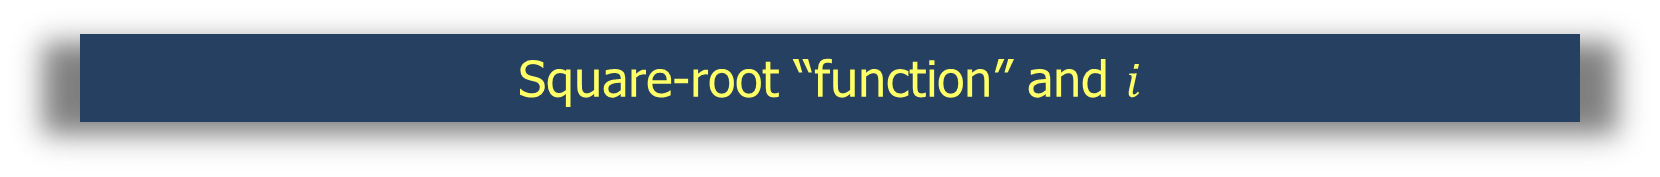 Square-root “function” and i